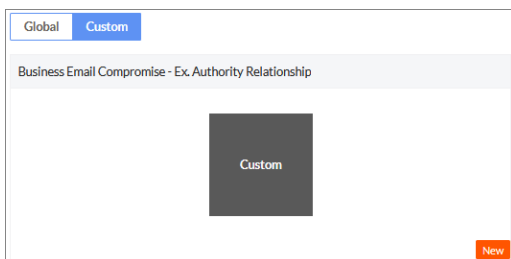 Global Custom
Business Email Compromise - Ex. Authority Relationship
Custom
New